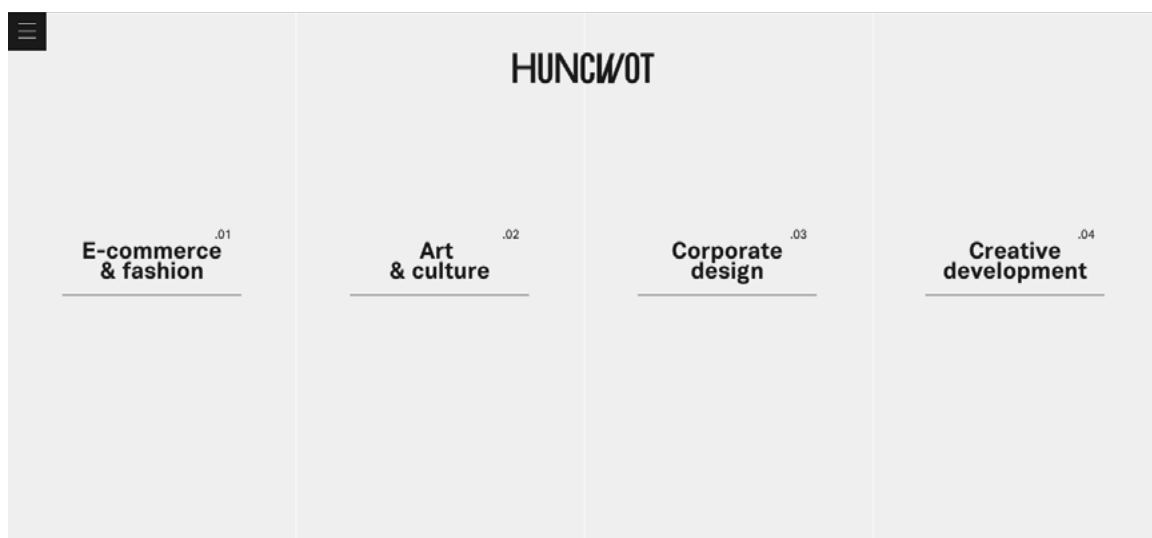 HUNCWOT
.01
E-commerce
& fashion
.02
Art
& culture
.03
Corporate
design
.04
Creative
development